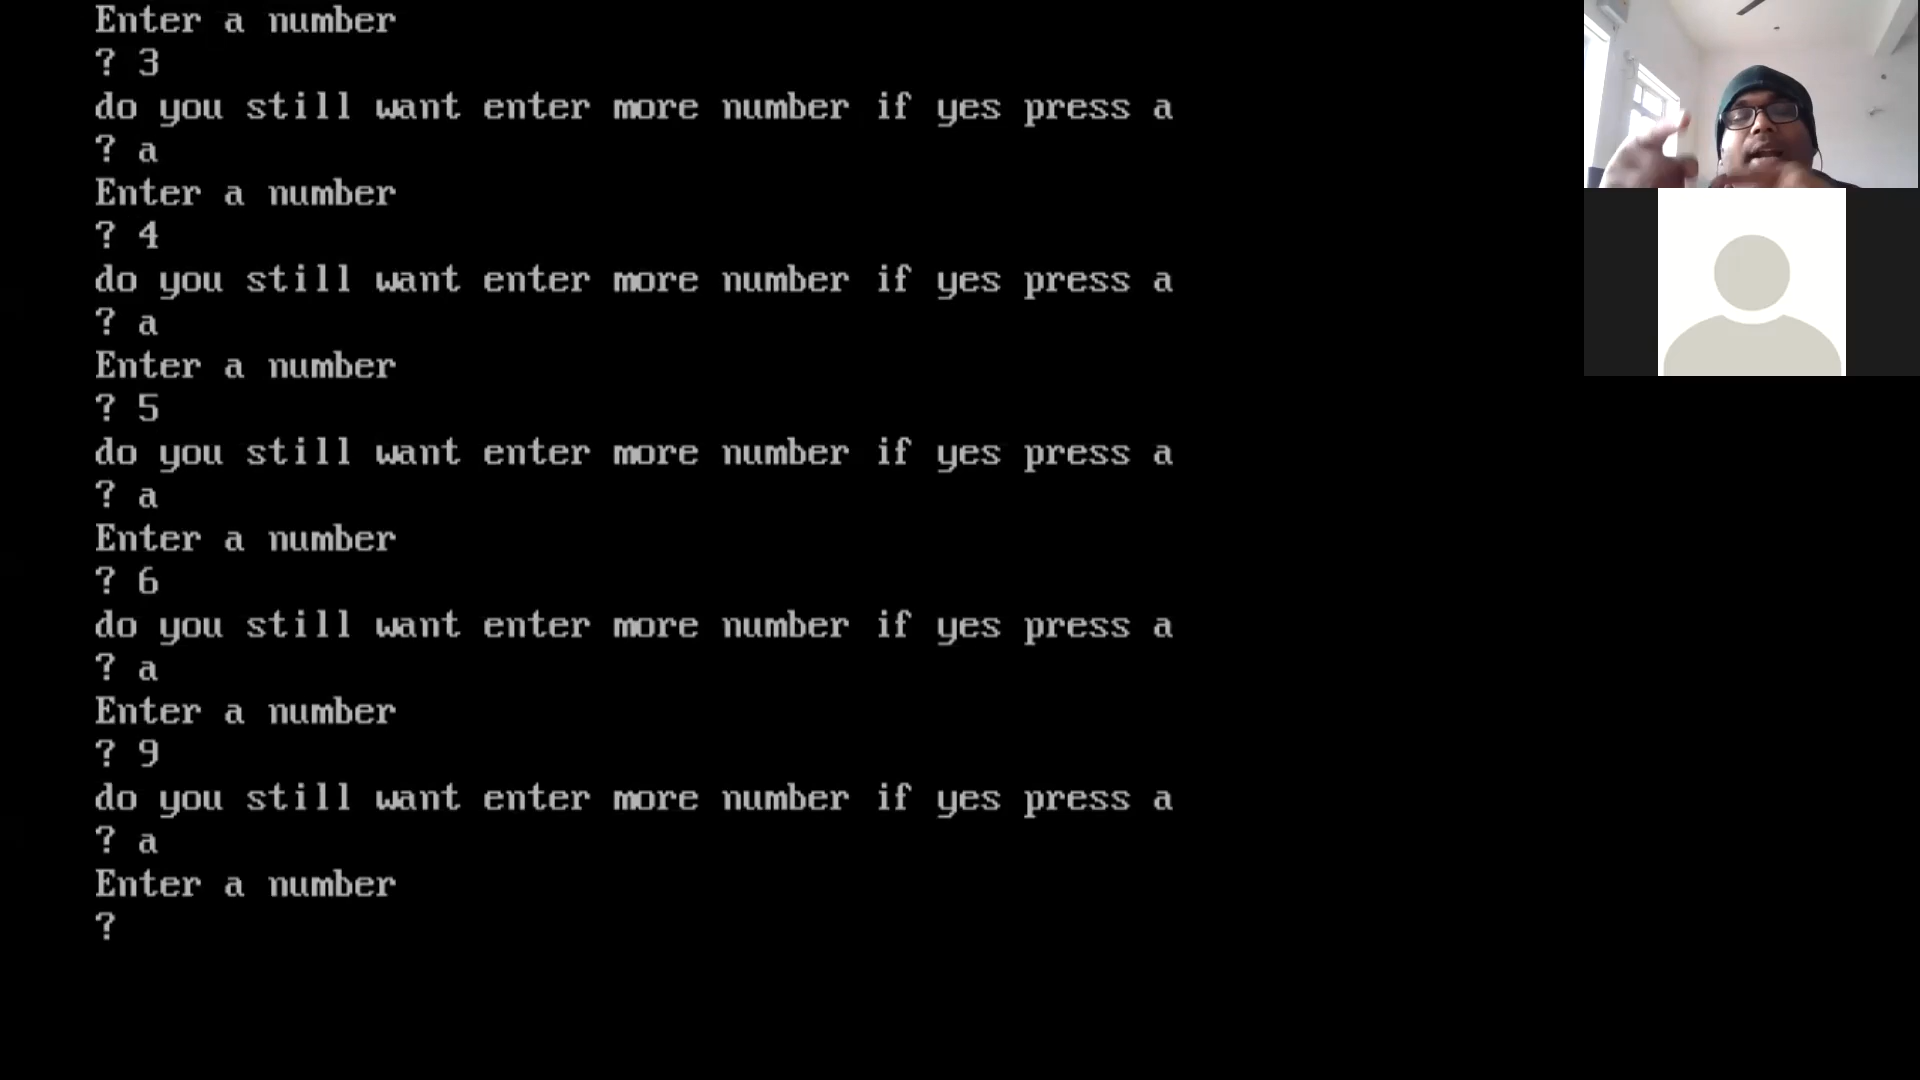 Enter a number
? 3
do you still want enter more number if yes press a
? a
Enter a number
? 4
do you still want enter more number if yes press a
? a
Enter a number
? 5
do you still want enter more number if yes press a
? a
Enter a number
? 6
do you still want enter more number if yes press a
? a
Enter a number
? 9
do you still want enter more number if yes press a
? a
Enter a number
?